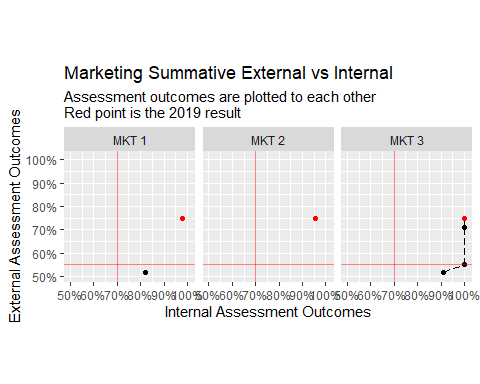 Marketing Summative External vs Internal
Assessment outcomes are plotted to each other
Red point is the 2019 result
MKT 1 MKT 2 MKT 3
External Assessment Outcomes
100%
90%
80%
70%
60%
50%
50% 60% 70% 80% 90% 100% 50% 60% 70% 80% 90% 100% 50% 60% 70% 80% 90% 100%
Internal Assessment Outcomes